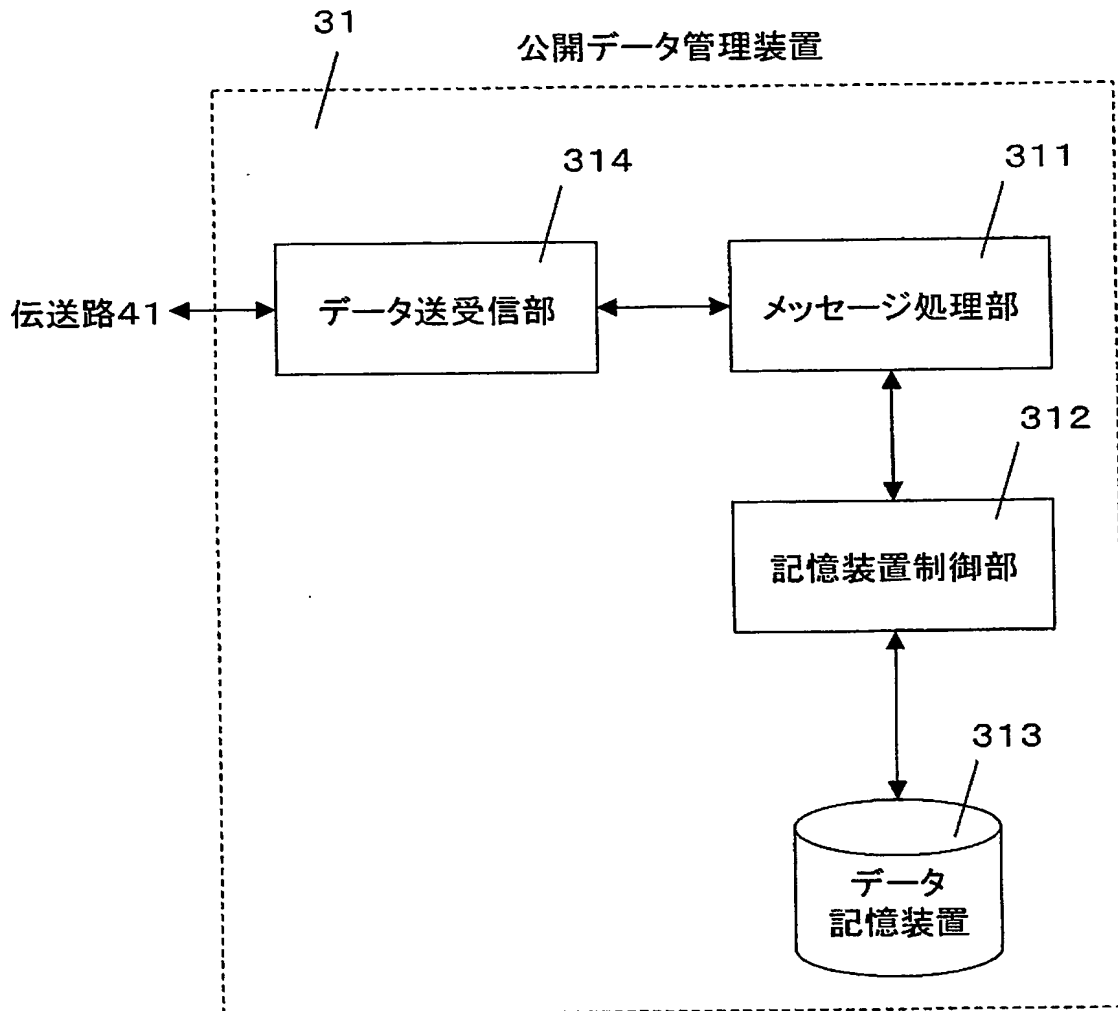 31
公開データ管理装置
314
311
伝送路41
データ送受信部
メッセージ処理部
312
記憶装置制御部
313
データ
記憶装置